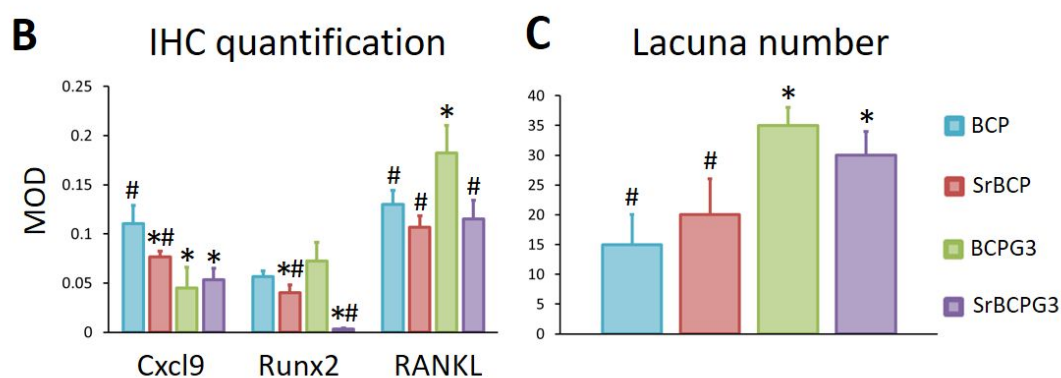 B IHC quantification
MOD
0.25
0.2
0.15
0.1
0.05
0
# *# * *
*# *#
# # * #
Cxcl9 Runx2 RANKL
C Lacuna number
40
35
30
25
20
15
10
5
0
# # * *
BCP
SrBCP
BCPG3
SrBCPG3